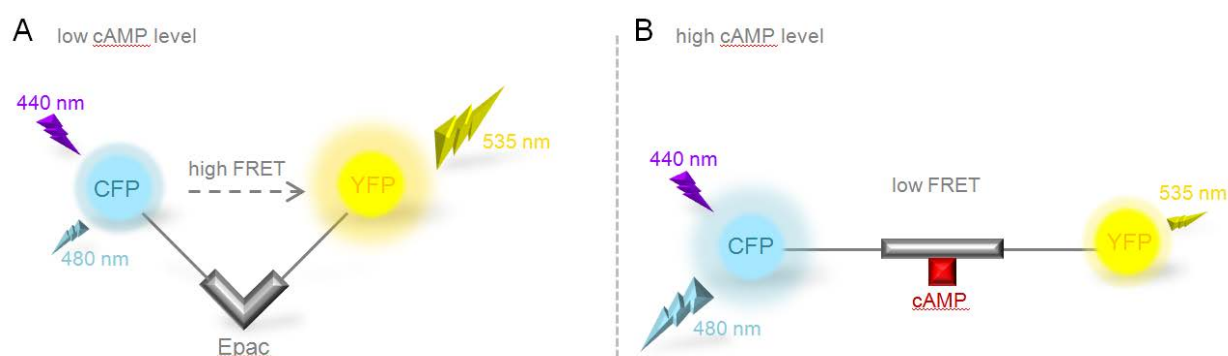 A low cAMP level
440 nm
CFP
480 nm
high FRET
YFP
535 nm
Epac
B high cAMP level
440 nm
CFP
480 nm
low FRET
cAMP
YFP
535 nm